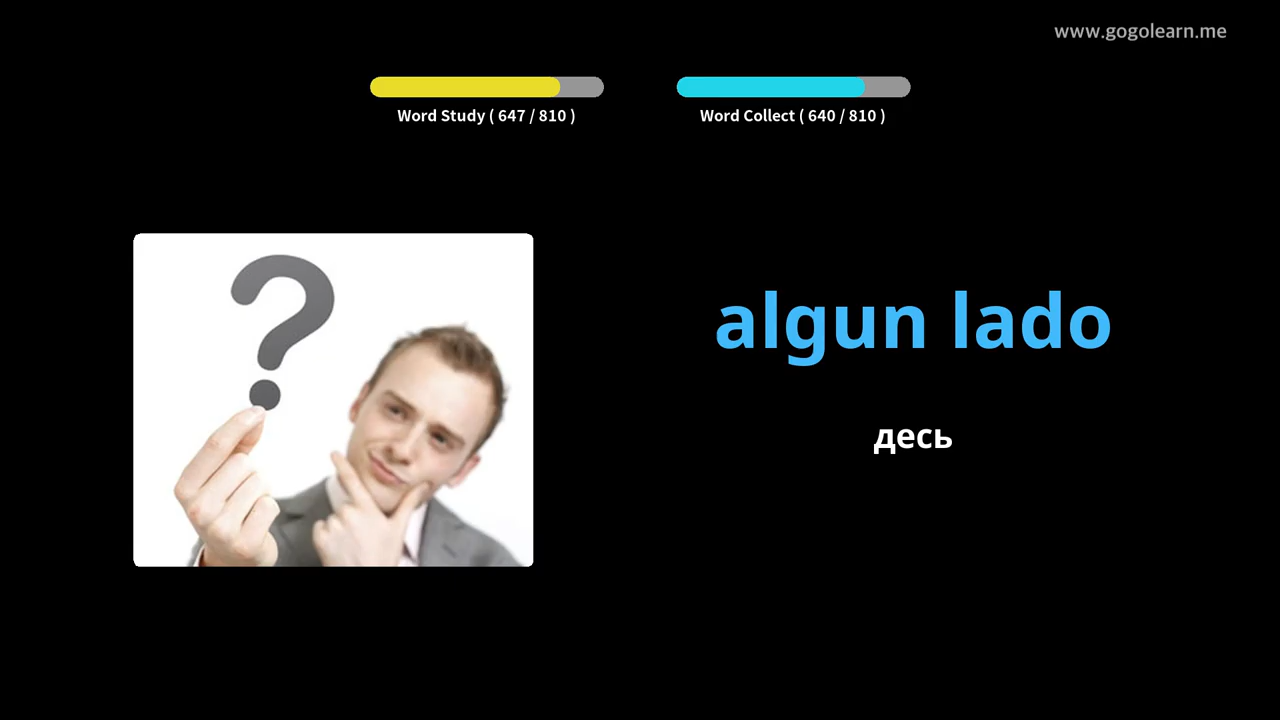 www.gogolearn.me
Word Study ( 647 / 810 )
Word Collect ( 640 / 810 )
algun lado
десь